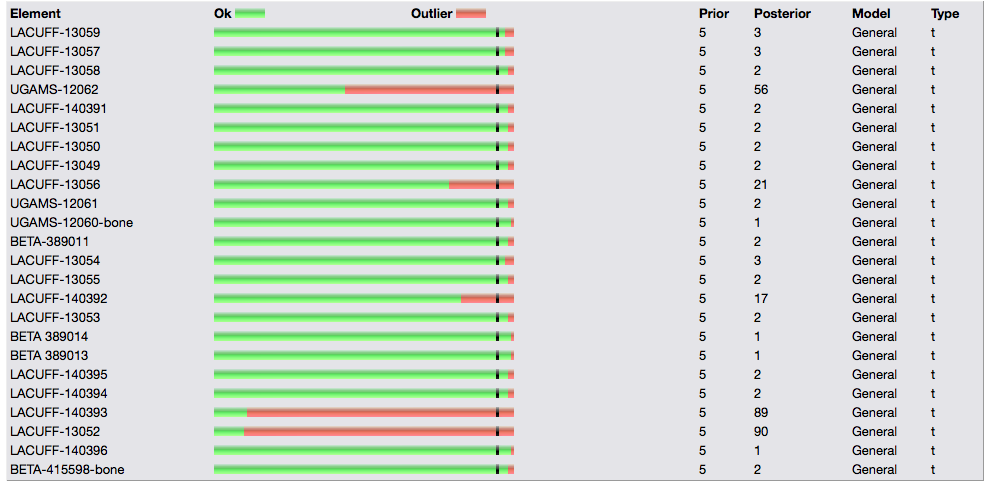 Element Ok Outlier Prior Posterior Model Type
LACUFF-13059 5 3 General t
LACUFF-13057 5 3 General t
LACUFF-13058 5 2 General t
UGAMS-12062 5 56 General t
LACUFF-140391 5 2 General t
LACUFF-13051 5 2 General t
LACUFF-13050 5 2 General t
LACUFF-13049 5 2 General t
LACUFF-13056 5 21 General t
UGAMS-12061 5 2 General t
UGAMS-12060-bone 5 1 General t
BETA-389011 5 2 General t
LACUFF-13054 5 3 General t
LACUFF-13055 5 2 General t
LACUFF-140392 5 17 General t
LACUFF-13053 5 2 General t
BETA 389014 5 1 General t
BETA 389013 5 1 General t
LACUFF-140395 5 2 General t
LACUFF-140394 5 2 General t
LACUFF-140393 5 89 General t
LACUFF-13052 5 90 General t
LACUFF-140396 5 1 General t
BETA-415598-bone 5 2 General t